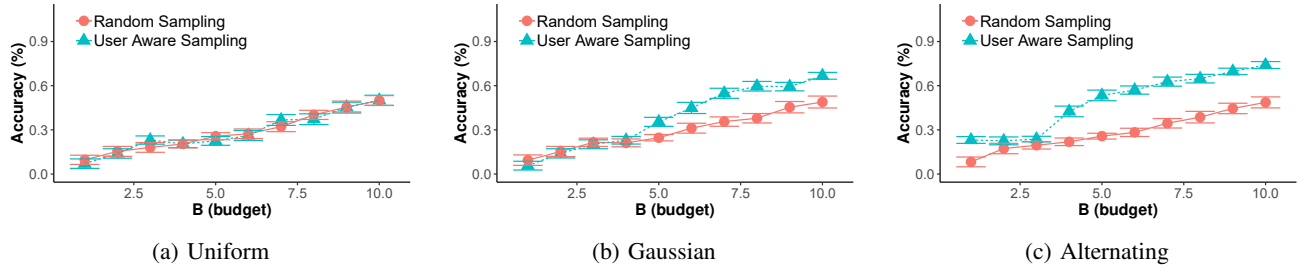 Random Sampling
User Aware Sampling
Accuracy (%)
0.9
0.6
0.3
0.0
2.5 5.0 7.5 10.0
B (budget)
(a) Uniform
Random Sampling
User Aware Sampling
Accuracy (%)
0.9
0.6
0.3
0.0
2.5 5.0 7.5 10.0
B (budget)
(b) Gaussian
Random Sampling
User Aware Sampling
Accuracy (%)
0.9
0.6
0.3
0.0
2.5 5.0 7.5 10.0
B (budget)
(c) Alternating